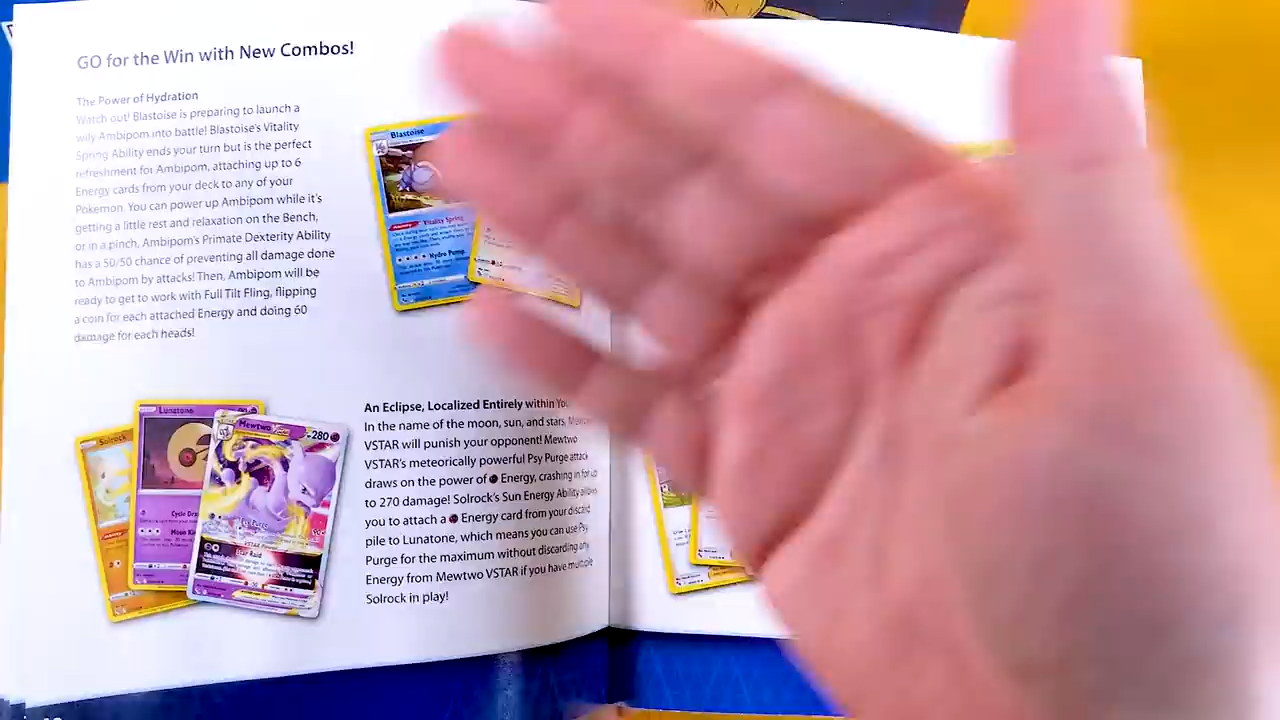 GO for the Win with New Combos!
The Power of Hydration
Watch out! Blastoise is preparing to launch a
wily Ambipom into battle! Blastoise's Vitality
Spring Ability ends your turn but is the perfect
refreshment for Ambipom, attaching up to 6
Energy cards from your deck to any of your
Pokemon. You can power up Ambipom while it's
getting a little rest and relaxation on the Bench,
or in a pinch, Ambipom's Primate Dexterity Ability
has a 50/50 chance of preventing all damage done
to Ambipom by attacks! Then, Ambipom will be
ready to get to work with Full Tilt Fling, flipping
a coin for each attached Energy and doing 60
damage for each heads!
Blastoise
Vitality Spring
Hydro Pump
Solrock
Lunatone
Mewtwo
280
Star Raid
An Eclipse, Localized Entirely within
In the name of the moon, sun, and stars,
VSTAR will punish your opponent! Mewtwo
VSTAR's meteorically powerful Psy Purge attack
draws on the power of Energy, crashing in for up
to 270 damage! Solrock's Sun Energy Ability allows
you to attach a Energy card from your discard
pile to Lunatone, which means you can use Psy
Purge for the maximum without discarding any
Energy from Mewtwo VSTAR if you have multiple
Solrock in play!